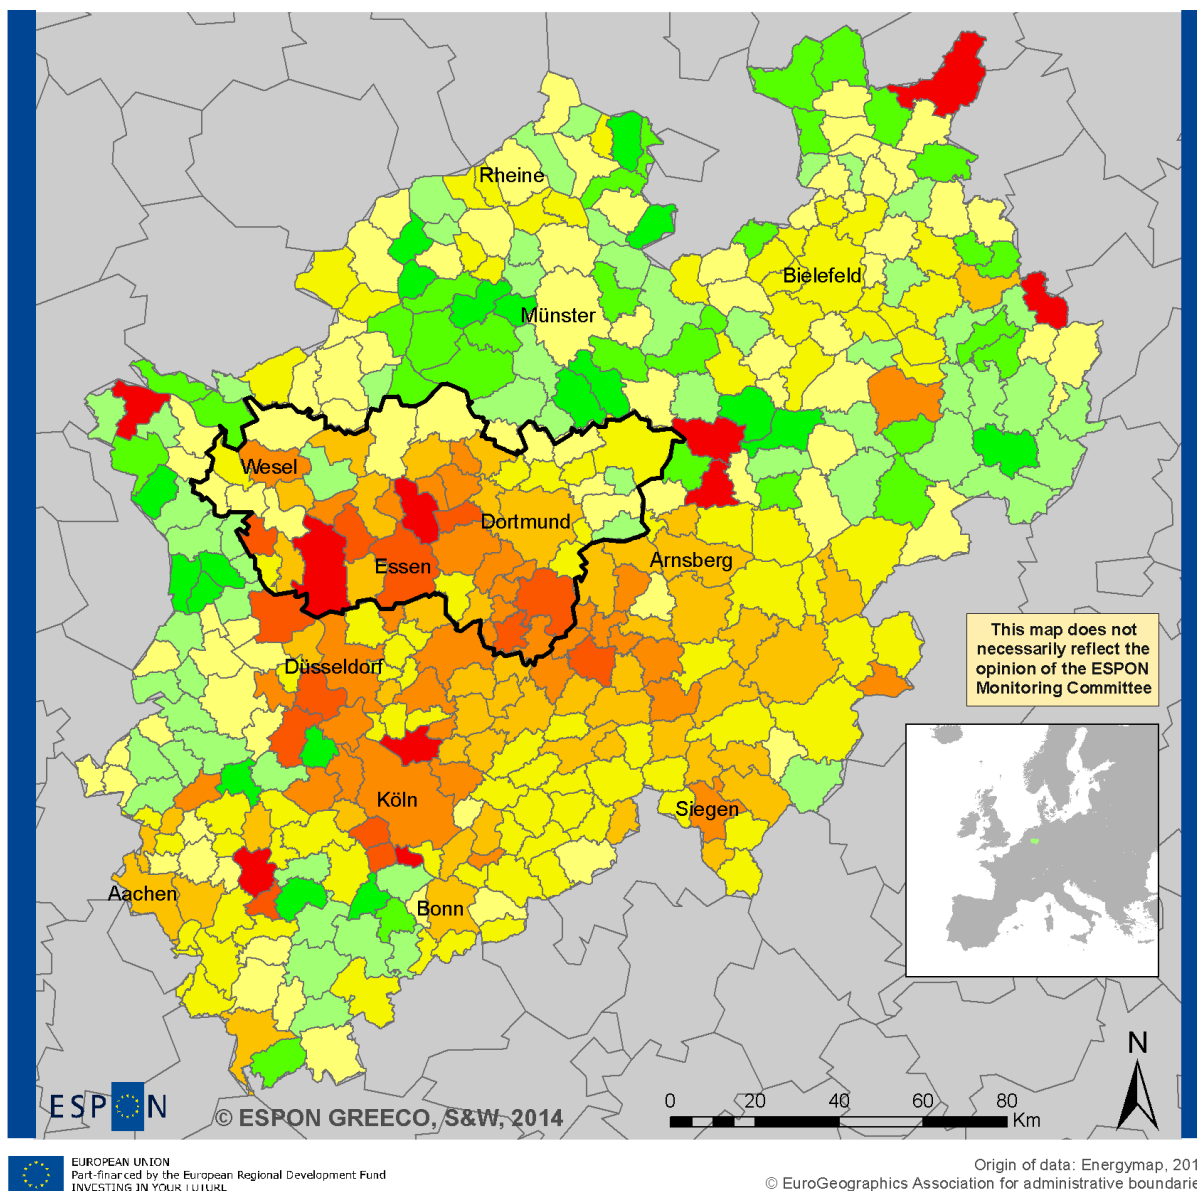 Rheine
Bielefeld
Münster
Wesel
Dortmund
Essen
Arnsberg
Düsseldorf
Köln
Siegen
Aachen
Bonn
This map does not
necessarily reflect the
opinion of the ESPON
Monitoring Committee
N
ESPON
© ESPON GREECO, S&W, 2014
0 20 40 60 80
Km
EUROPEAN UNION
Part-financed by the European Regional Development Fund
INVESTING IN YOUR FUTURE
Origin of data: Energymap, 201
© EuroGeographics Association for administrative boundarie